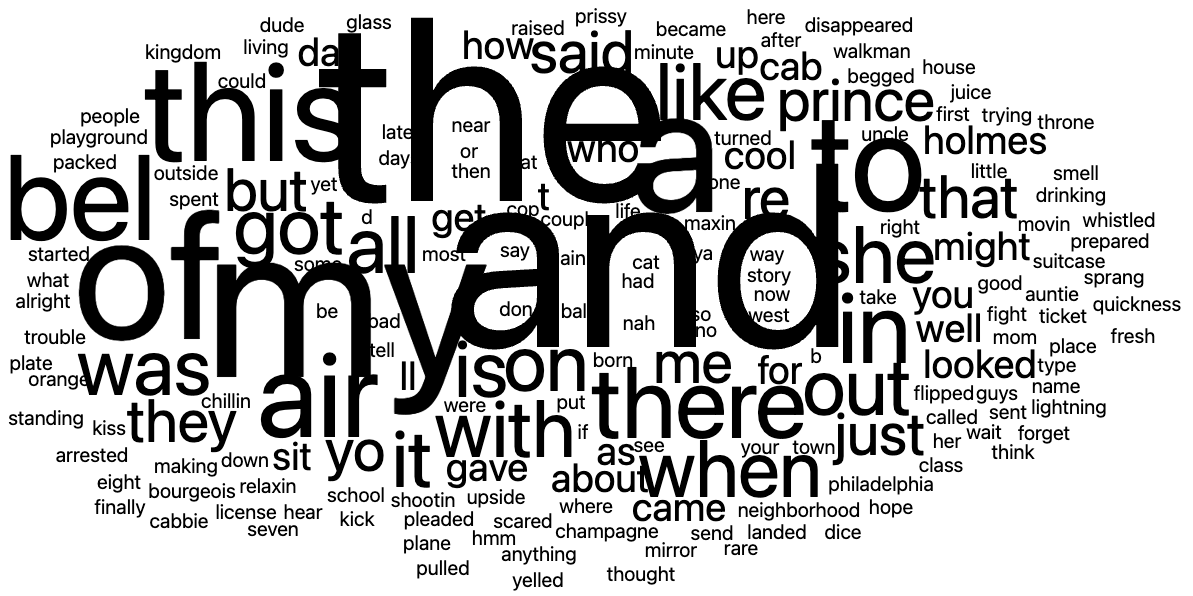 dude glass raised prissy became here disappeared
kingdom living da how said minute up after walkman
could this the like cab begged house
people late near who a prince juice
playground day or turned uncle first trying throne
packed outside then at cool to holmes
bel spent but yet t one re little smell
got d get cop life that drinking
all coupl maxin right movin whistled
started of some most say ain and ya way she might prepared
what my cat story suitcase
alright had now you good auntie sprang
be bad don bal nah so no west in take fight ticket quickness
trouble tell well mom place fresh
plate was ll is on born me for b looked type
orange air there out flipped guys name
standing chillin were put called sent lightning
kiss they with if just her wait forget
arrested yo it as see your town think
making down sit gave about when class
eight bourgeois relaxin philadelphia
finally school shootin upside where came neighborhood hope
cabbie license hear kick pleaded scared champagne send landed dice
seven plane hmm anything mirror rare
pulled yelled thought